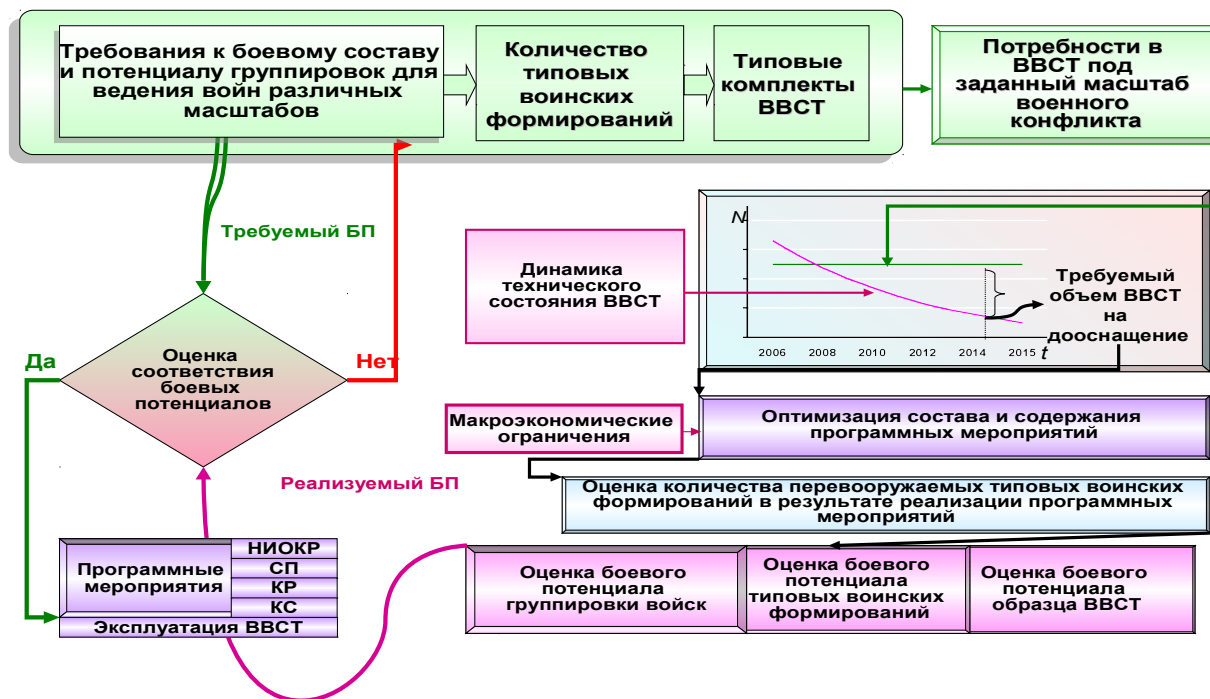 Требования к боевому составу
и потенциалу группировок для
ведения войн различных
масштабов
Количество
типовых
воинских
формирований
Типовые
комплекты
ВВСТ
Потребности в
ВВСТ под
заданный масштаб
военного
конфликта
Требуемый БП
Динамика
технического
состояния ВВСТ
N
2006 2008 2010 2012 2014 2015 t
Требуемый
объем ВВСТ
на
дооснащение
Да
Оценка
соответствия
боевых
потенциалов
Нет
Макроэкономические
ограничения
Оптимизация состава и содержания
программных мероприятий
Реализуемый БП
Оценка количества перевооружаемых типовых воинских
формирований в результате реализации программных
мероприятий
Программные
мероприятия
НИОКР
СП
КР
КС
Эксплуатация ВВСТ
Оценка боевого
потенциала
группировки войск
Оценка боевого
потенциала
типовых воинских
формирований
Оценка боевого
потенциала
образца ВВСТ